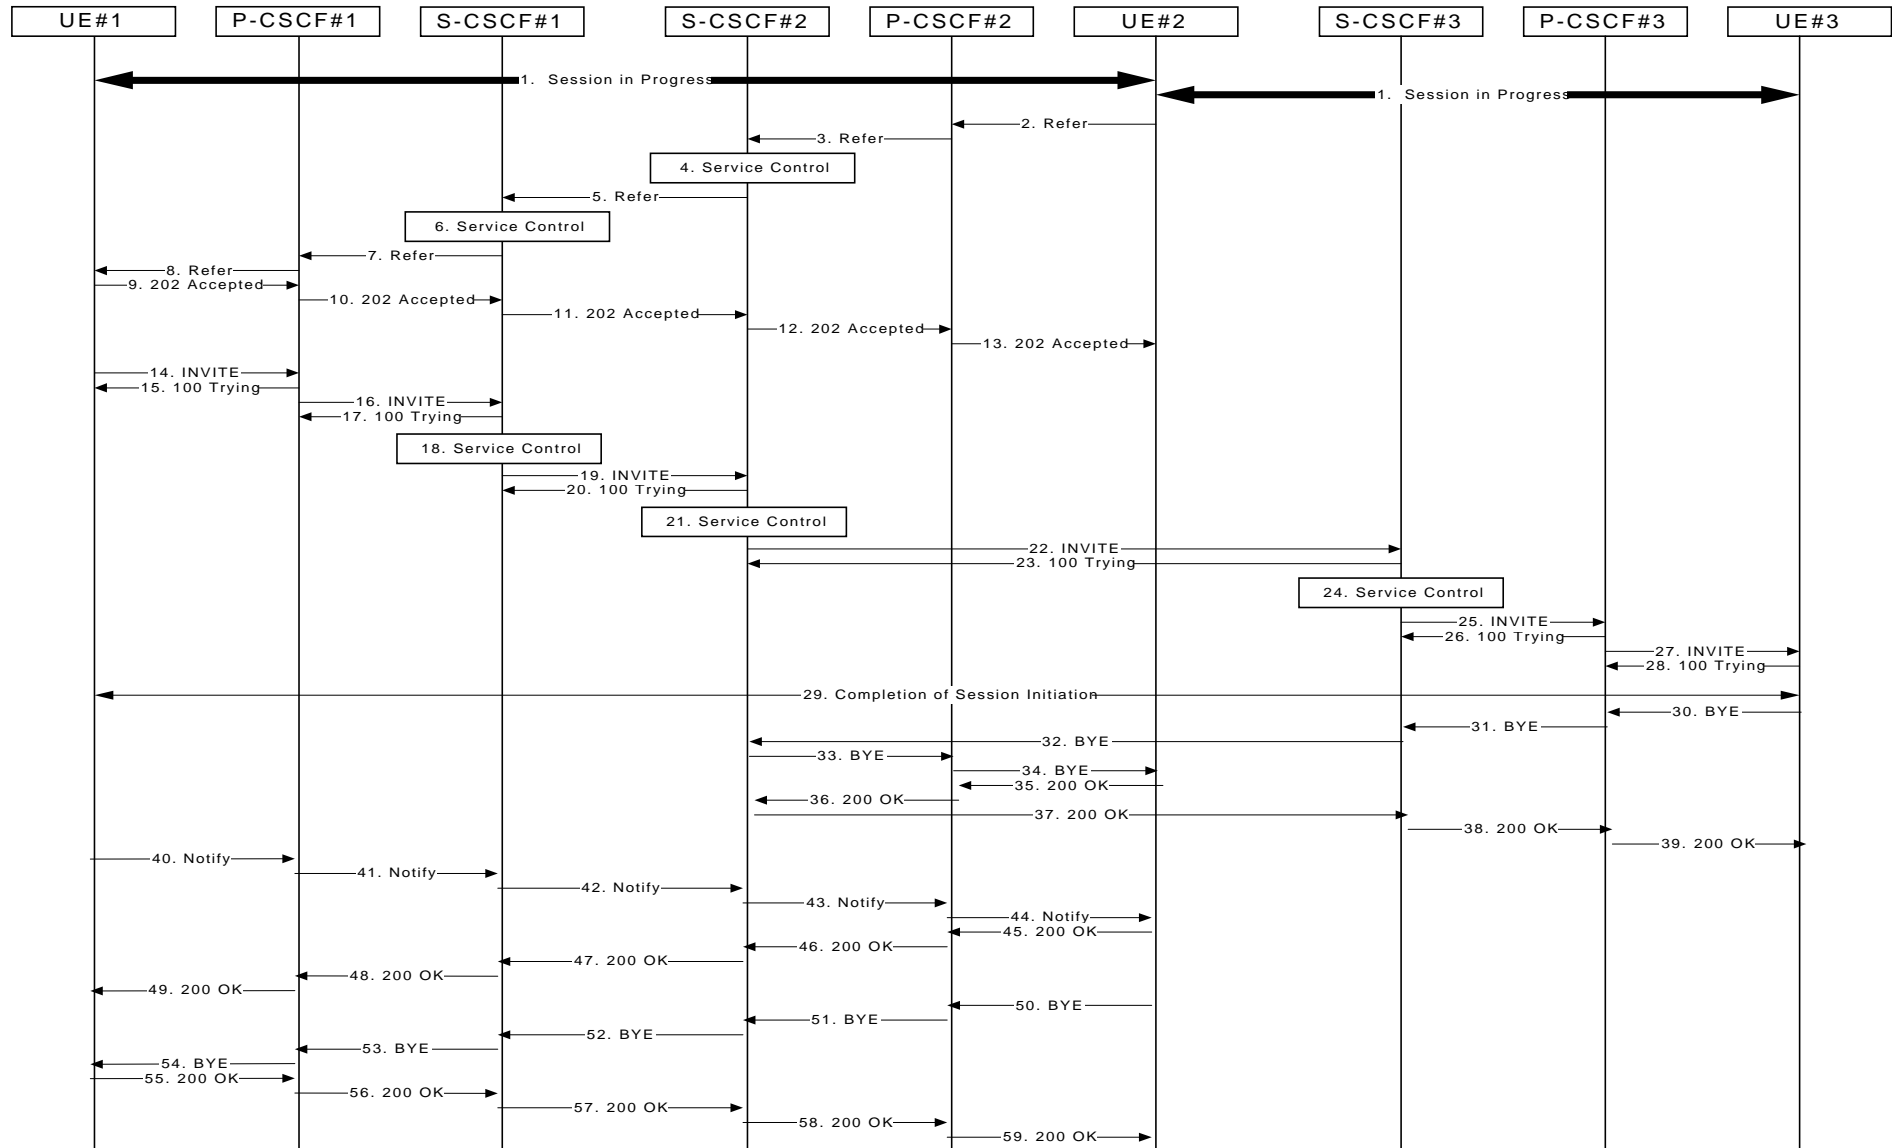 UE#1
P-CSCF#1
S-CSCF#1
S-CSCF#2
P-CSCF#2
UE#2
S-CSCF#3
P-CSCF#3
UE#3
1. Session in Progress
1. Session in Progress
2. Refer
3. Refer
4. Service Control
5. Refer
6. Service Control
7. Refer
8. Refer
9. 202 Accepted
10. 202 Accepted
11. 202 Accepted
12. 202 Accepted
13. 202 Accepted
14. INVITE
15. 100 Trying
16. INVITE
17. 100 Trying
18. Service Control
19. INVITE
20. 100 Trying
21. Service Control
22. INVITE
23. 100 Trying
24. Service Control
25. INVITE
26. 100 Trying
27. INVITE
28. 100 Trying
29. Completion of Session Initiation
30. BYE
31. BYE
32. BYE
33. BYE
34. BYE
35. 200 OK
36. 200 OK
37. 200 OK
38. 200 OK
39. 200 OK
40. Notify
41. Notify
42. Notify
43. Notify
44. Notify
45. 200 OK
46. 200 OK
47. 200 OK
48. 200 OK
49. 200 OK
50. BYE
51. BYE
52. BYE
53. BYE
54. BYE
55. 200 OK
56. 200 OK
57. 200 OK
58. 200 OK
59. 200 OK